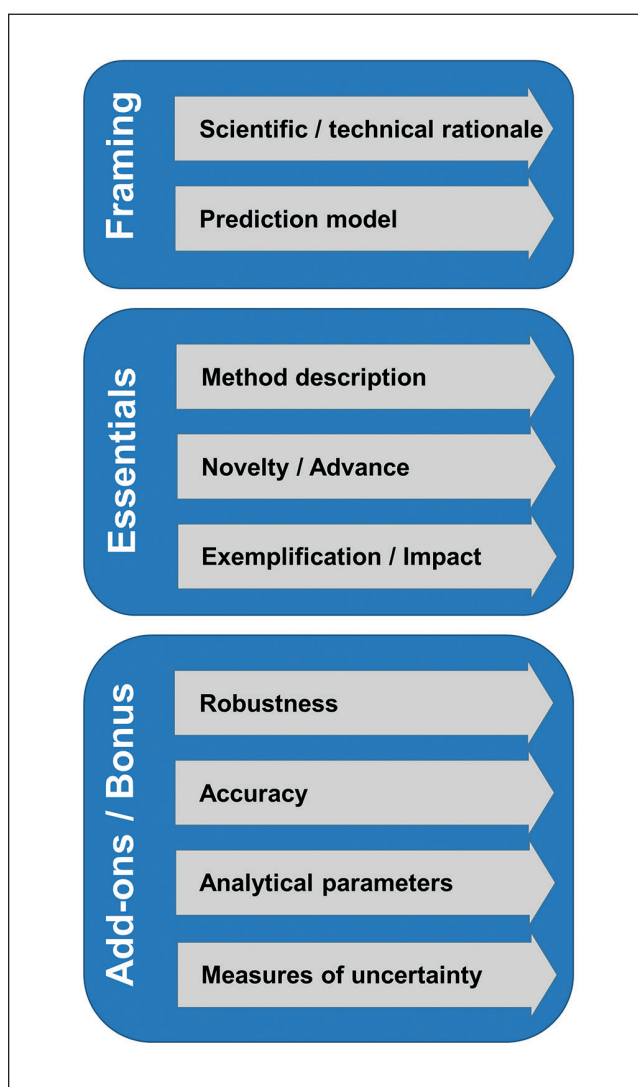 Framing
Scientific / technical rationale
Prediction model
Essentials
Method description
Novelty / Advance
Exemplification / Impact
Add-ons / Bonus
Robustness
Accuracy
Analytical parameters
Measures of uncertainty